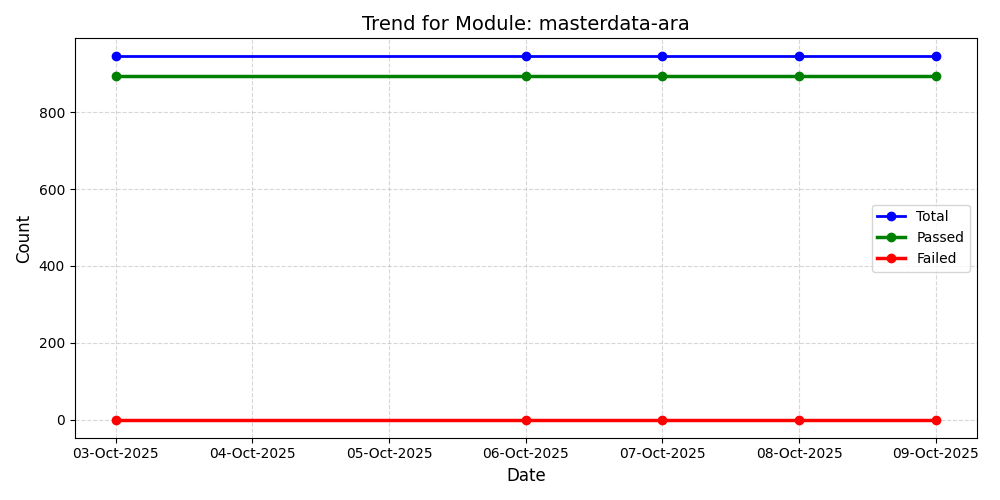 Trend for Module: masterdata-ara
Count
800
600
400
200
0
Total
Passed
Failed
03-Oct-2025 04-Oct-2025 05-Oct-2025 06-Oct-2025 07-Oct-2025 08-Oct-2025 09-Oct-2025
Date